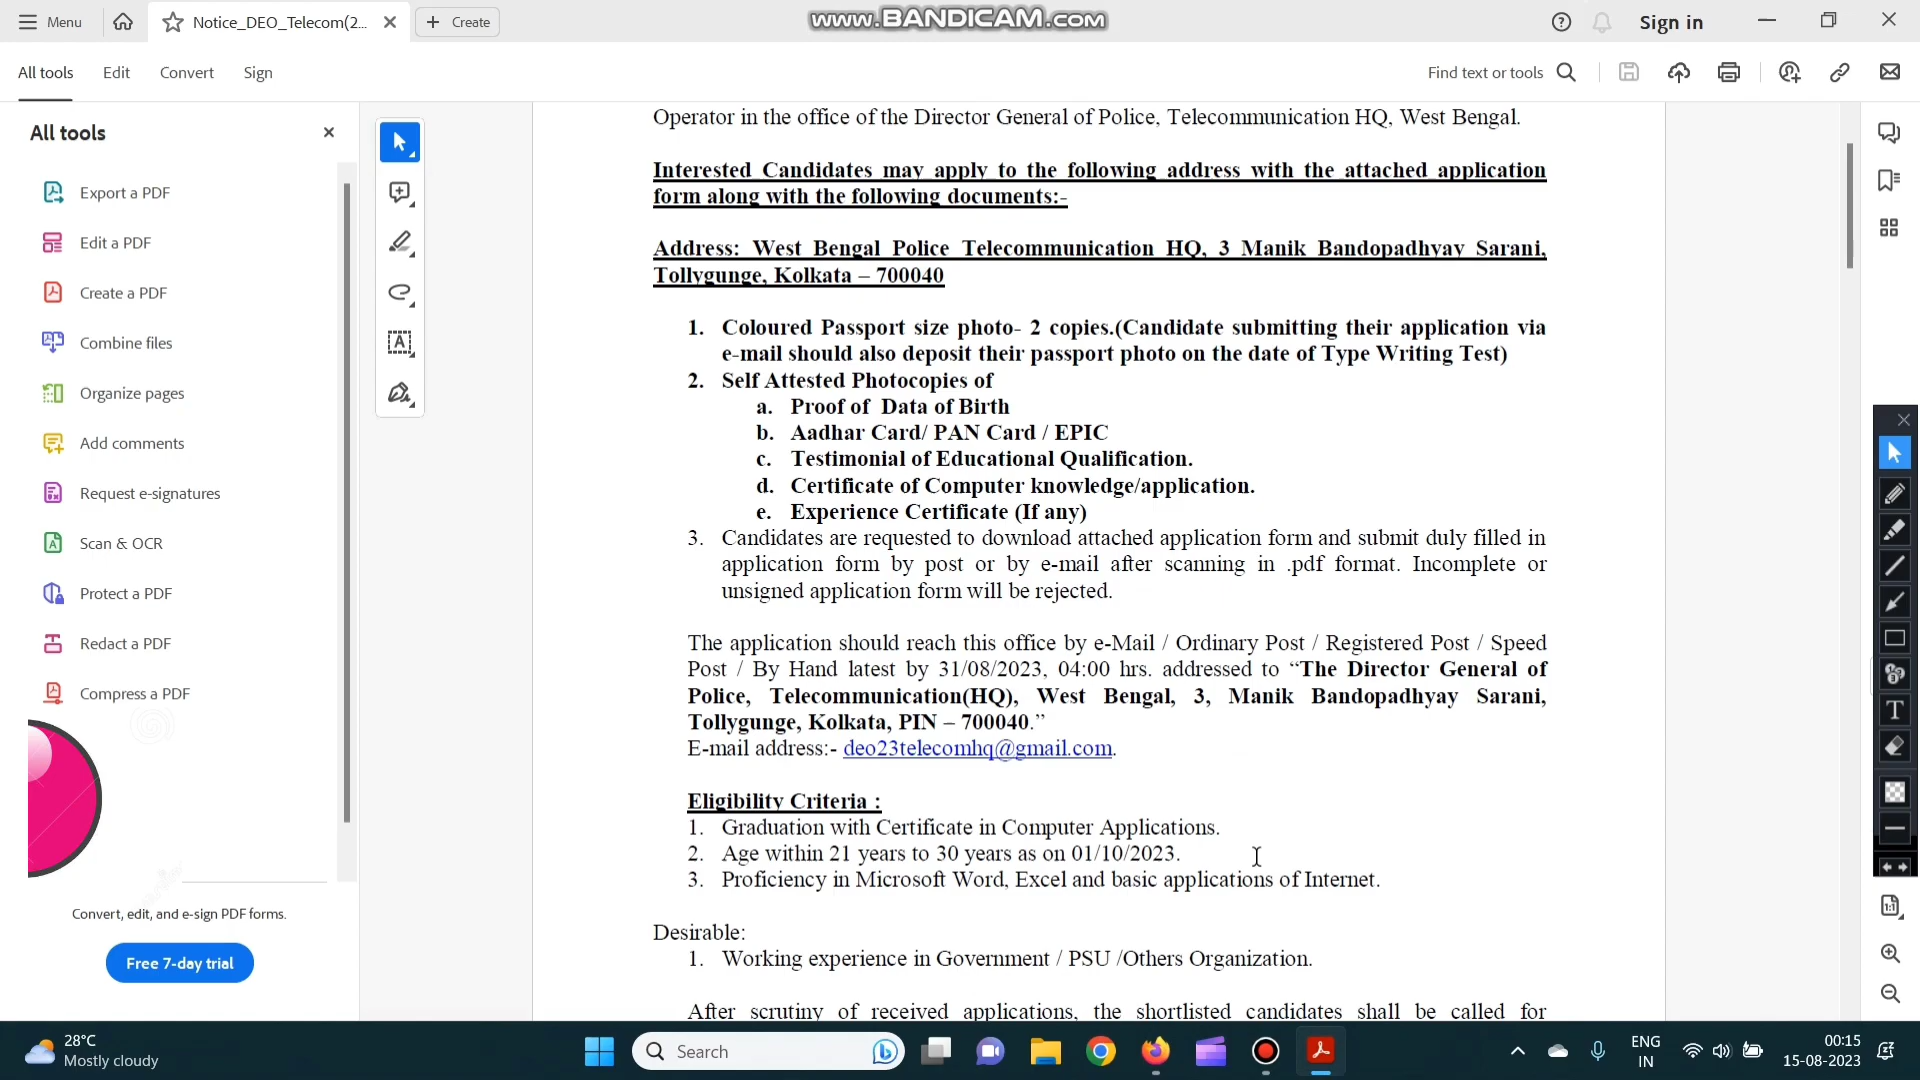 Menu
Notice_DEO_Telecom(2...
Create
www.BANDICAM.com
Sign in
All tools
Edit
Convert
Sign
Find text or tools
All tools
Export a PDF
Edit a PDF
Create a PDF
Combine files
Organize pages
Add comments
Request e-signatures
Scan & OCR
Protect a PDF
Redact a PDF
Compress a PDF
Convert, edit, and e-sign PDF forms.
Free 7-day trial
Operator in the office of the Director General of Police, Telecommunication HQ, West Bengal.
Interested Candidates may apply to the following address with the attached application
form along with the following documents:-
Address: West Bengal Police Telecommunication HQ, 3 Manik Bandopadhyay Sarani,
Tollygunge, Kolkata – 700040
1. Coloured Passport size photo- 2 copies.(Candidate submitting their application via
e-mail should also deposit their passport photo on the date of Type Writing Test)
2. Self Attested Photocopies of
a. Proof of Data of Birth
b. Aadhar Card/ PAN Card / EPIC
c. Testimonial of Educational Qualification.
d. Certificate of Computer knowledge/application.
e. Experience Certificate (If any)
3. Candidates are requested to download attached application form and submit duly filled in
application form by post or by e-mail after scanning in .pdf format. Incomplete or
unsigned application form will be rejected.
The application should reach this office by e-Mail / Ordinary Post / Registered Post / Speed
Post / By Hand latest by 31/08/2023, 04:00 hrs. addressed to “The Director General of
Police, Telecommunication(HQ), West Bengal, 3, Manik Bandopadhyay Sarani,
Tollygunge, Kolkata, PIN – 700040.”
E-mail address:- deo23telecomhq@gmail.com.
Eligibility Criteria :
1. Graduation with Certificate in Computer Applications.
2. Age within 21 years to 30 years as on 01/10/2023.
3. Proficiency in Microsoft Word, Excel and basic applications of Internet.
Desirable:
1. Working experience in Government / PSU /Others Organization.
After scrutiny of received applications, the shortlisted candidates shall be called for
28°C
Mostly cloudy
Search
ENG
IN
00:15
15-08-2023